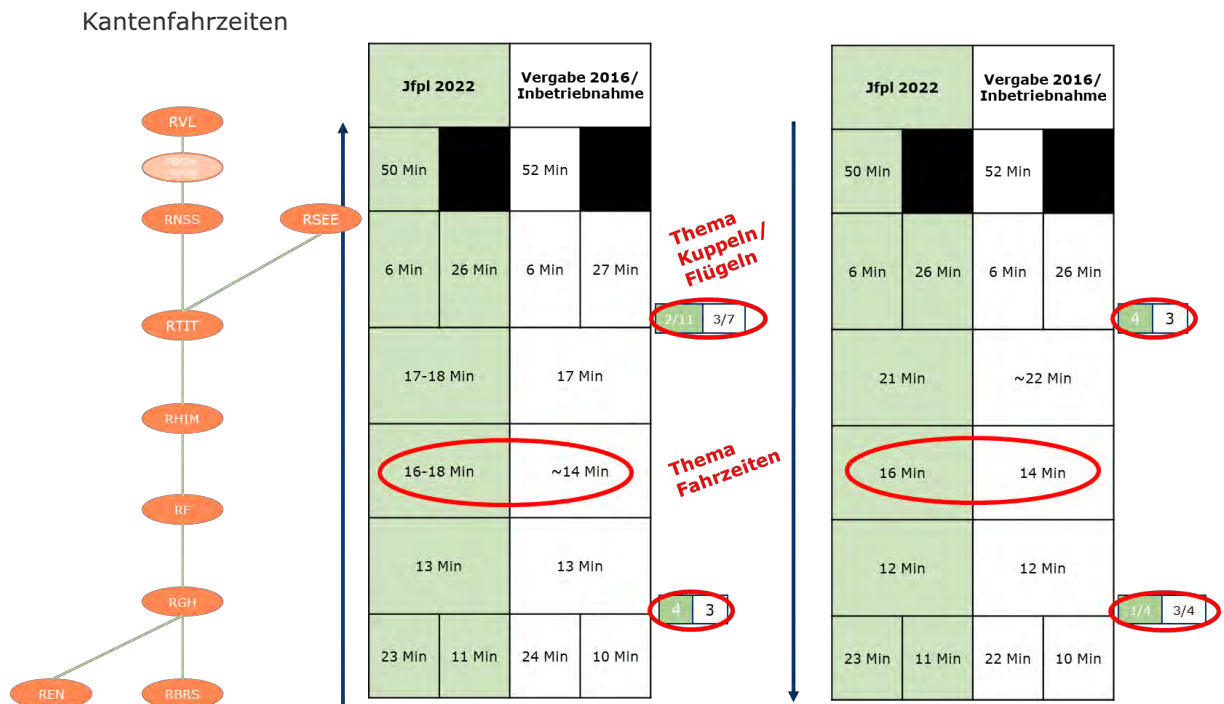 Kantenfahrzeiten
RVL
RNSS
RSEE
RTIT
RHIM
RF
RGH
REN
RBRS
Jfpl 2022
Vergabe 2016/
Inbetriebnahme
50 Min
52 Min
6 Min
26 Min
6 Min
27 Min
2/11
3/7
17-18 Min
17 Min
16-18 Min
~14 Min
13 Min
13 Min
4
3
23 Min
11 Min
24 Min
10 Min
Thema
Kuppeln/
Flügeln
Thema
Fahrzeiten
Jfpl 2022
Vergabe 2016/
Inbetriebnahme
50 Min
52 Min
6 Min
26 Min
6 Min
26 Min
4
3
21 Min
~22 Min
16 Min
14 Min
12 Min
12 Min
1/4
3/4
23 Min
11 Min
22 Min
10 Min